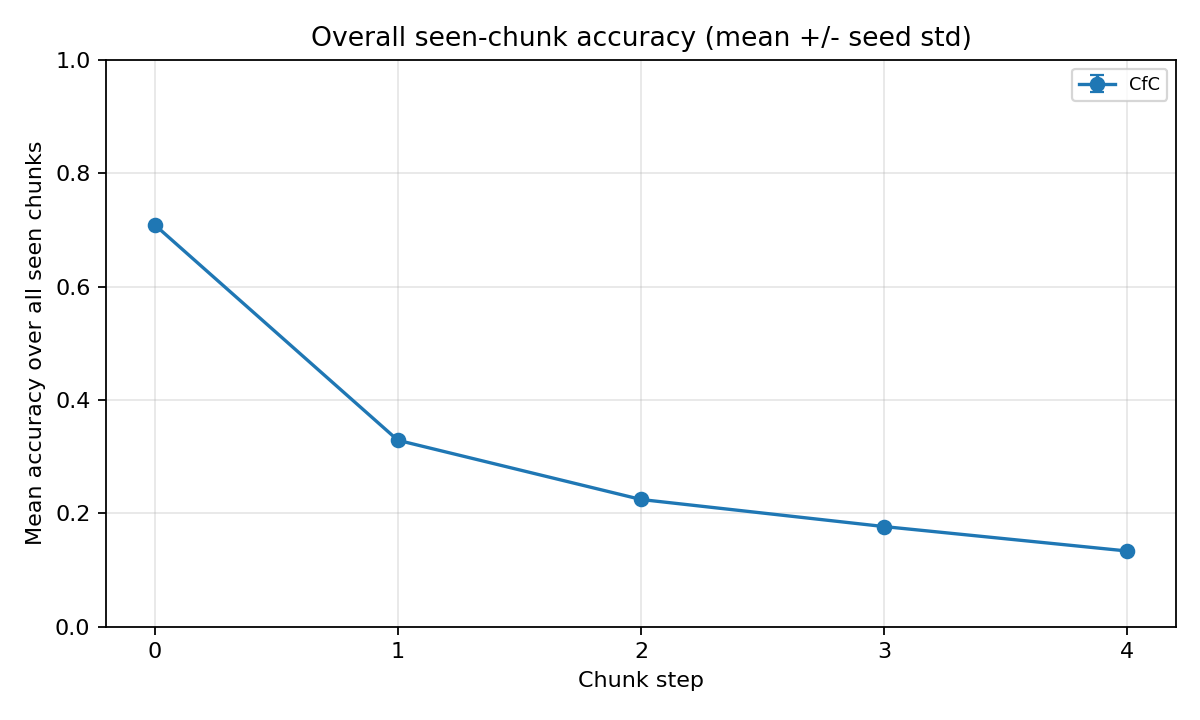 Overall seen-chunk accuracy (mean +/- seed std)
CfC
Mean accuracy over all seen chunks
1.0
0.8
0.6
0.4
0.2
0.0
0 1 2 3 4
Chunk step